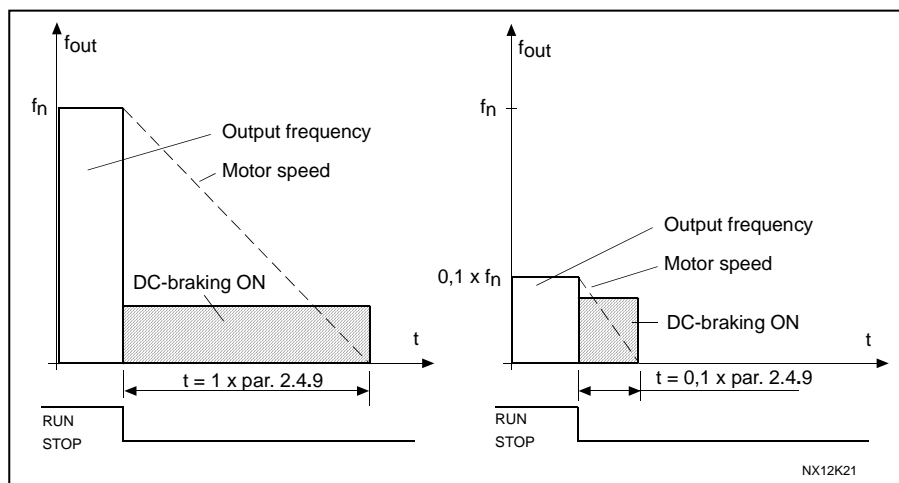 fout
fn
Output frequency
Motor speed
DC-braking ON
t
t = 1 x par. 2.4.9
RUN
STOP
fout
fn
Output frequency
Motor speed
0,1 x fn
DC-braking ON
t
t = 0,1 x par. 2.4.9
RUN
STOP
NX12K21